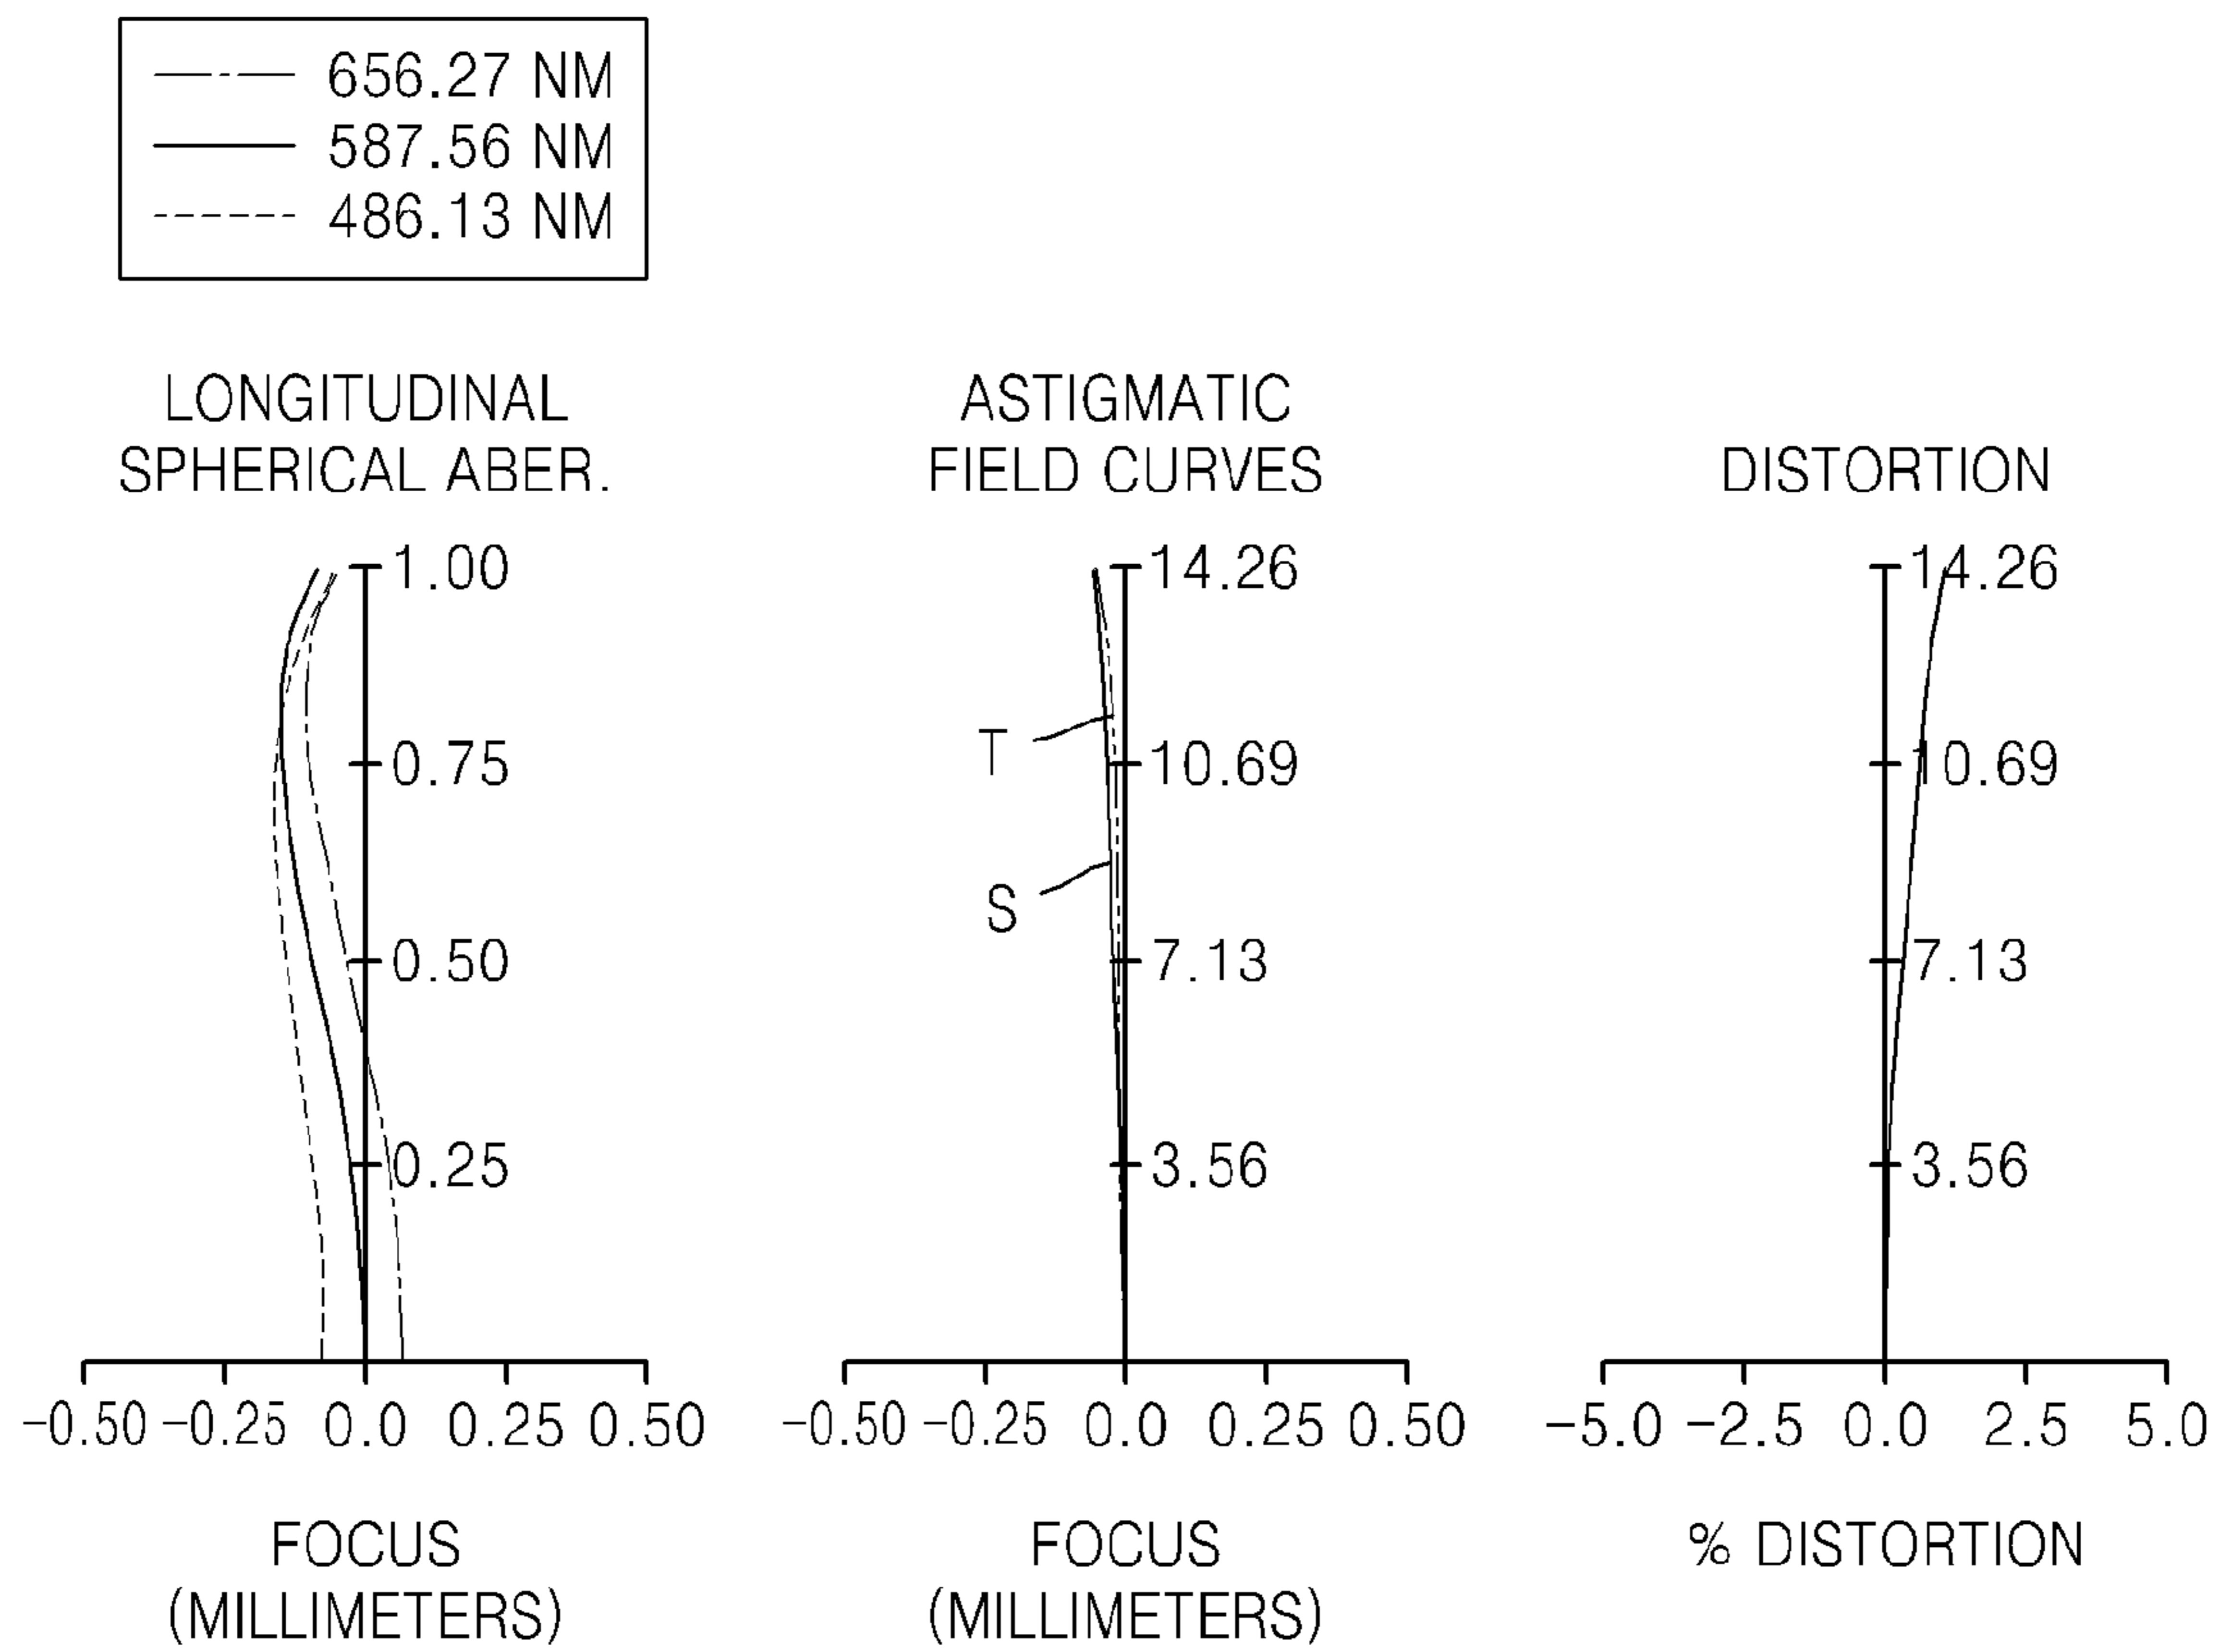 656.27 NM
587.56 NM
486.13 NM
LONGITUDINAL
SPHERICAL ABER.
1.00
0.75
0.50
0.25
-0.50 -0.25 0.0 0.25 0.50
FOCUS
(MILLIMETERS)
ASTIGMATIC
FIELD CURVES
14.26
T
10.69
S
7.13
3.56
-0.50 -0.25 0.0 0.25 0.50
FOCUS
(MILLIMETERS)
DISTORTION
14.26
10.69
7.13
3.56
-5.0 -2.5 0.0 2.5 5.0
% DISTORTION